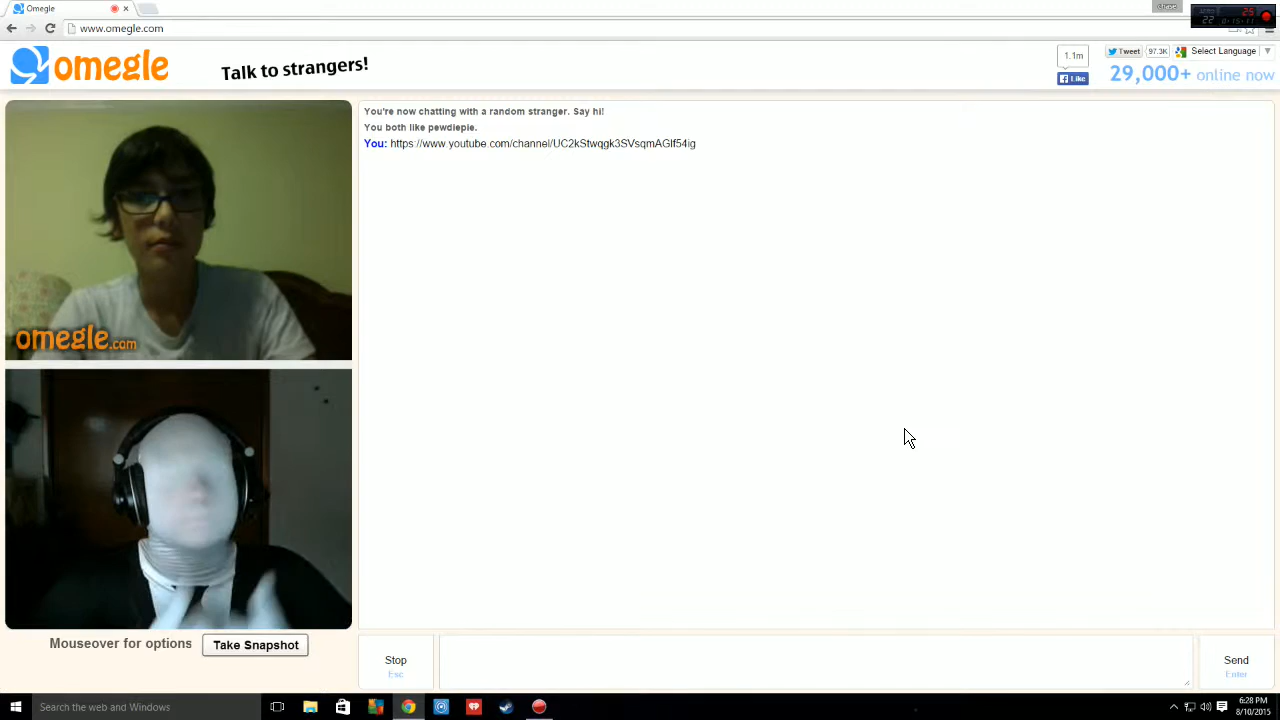 Omegle
chase
www.omegle.com
omegle
Talk to strangers!
1.1m
Like
Tweet
97.3K
Select Language
29,000+ online now
You're now chatting with a random stranger. Say hi!
You both like pewdiepie.
You: https://www.youtube.com/channel/UC2kStwqgk3SVsqmAGlf54ig
omegle.com
Mouseover for options
Take Snapshot
Stop
Esc
Send
Enter
Search the web and Windows
6:28 PM
8/10/2015